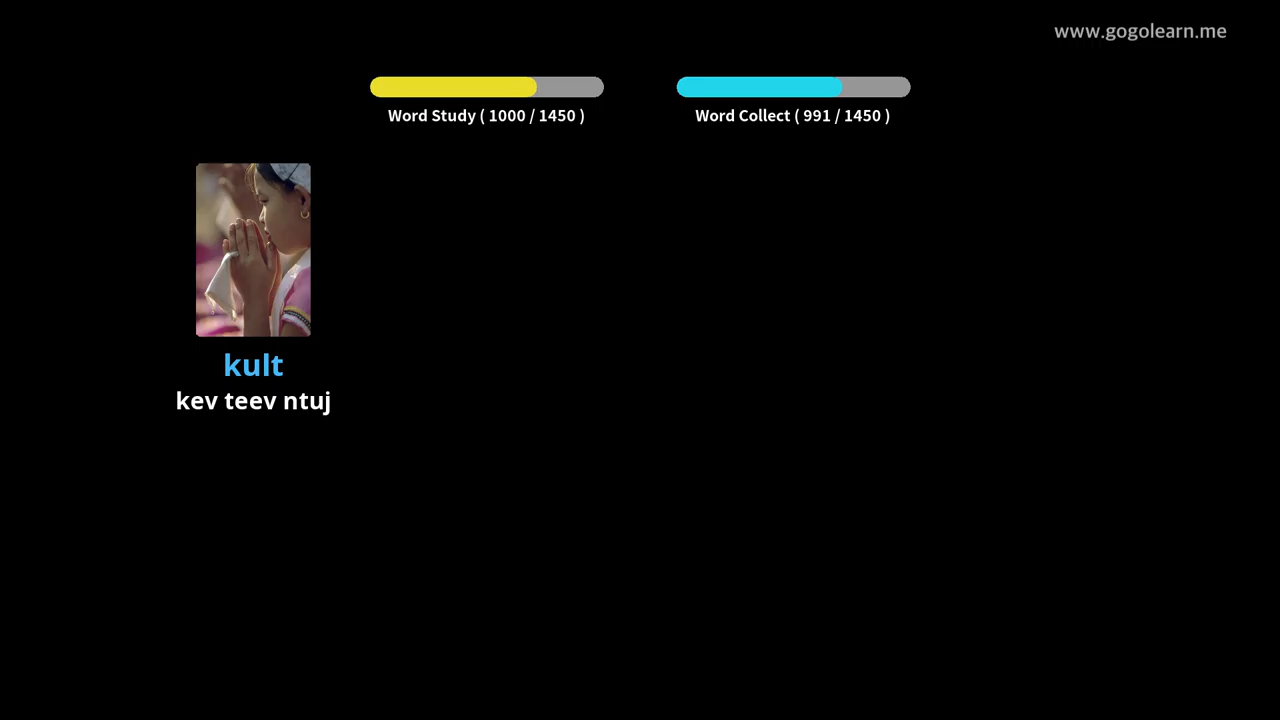 www.gogolearn.me
Word Study ( 1000 / 1450 )
Word Collect ( 991 / 1450 )
kult
kev teev ntuj